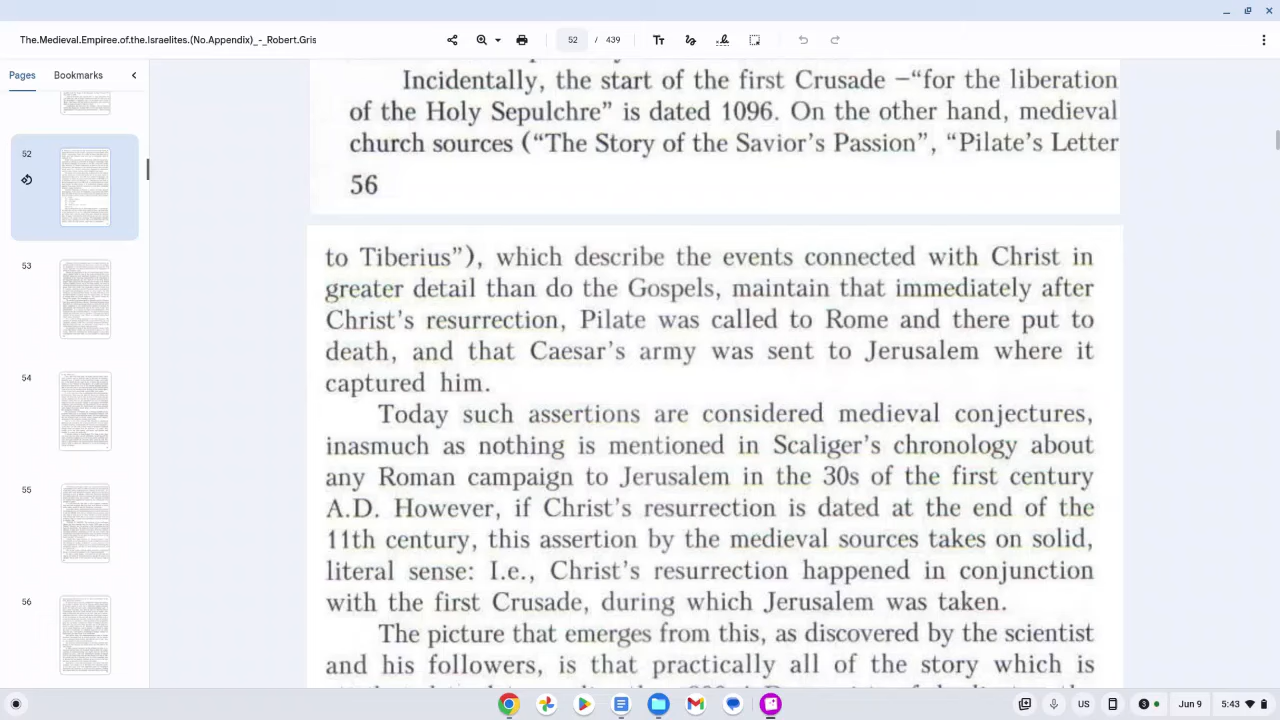 The.Medieval.Empiree.of.the.Israelites.(No.Appendix)_-_Robert.Gris
52 / 439
Pages
Bookmarks
Incidentally, the start of the first Crusade —“for the liberation
of the Holy Sepulchre” is dated 1096. On the other hand, medieval
church sources (“The Story of the Savior’s Passion”, “Pilate’s Letter
56
52
to Tiberius”), which describe the events connected with Christ in
greater detail than do the Gospels, maintain that immediately after
Christ’s resurrection, Pilate was called to Rome and there put to
death, and that Caesar’s army was sent to Jerusalem where it
captured him.
Today such assertions are considered medieval conjectures,
inasmuch as nothing is mentioned in Scaliger’s chronology about
any Roman campaign to Jerusalem in the 30s of the first century
A.D. However, if Christ’s resurrection is dated at the end of the
11th century, this assertion by the medieval sources takes on solid,
literal sense: I.e., Christ’s resurrection happened in conjunction
with the first Crusade, during which Jerusalem was taken.
The picture that emerges from this, as discovered by the scientist
and his followers, is that practically all of the story which is
55
US
Jun 9
5:43